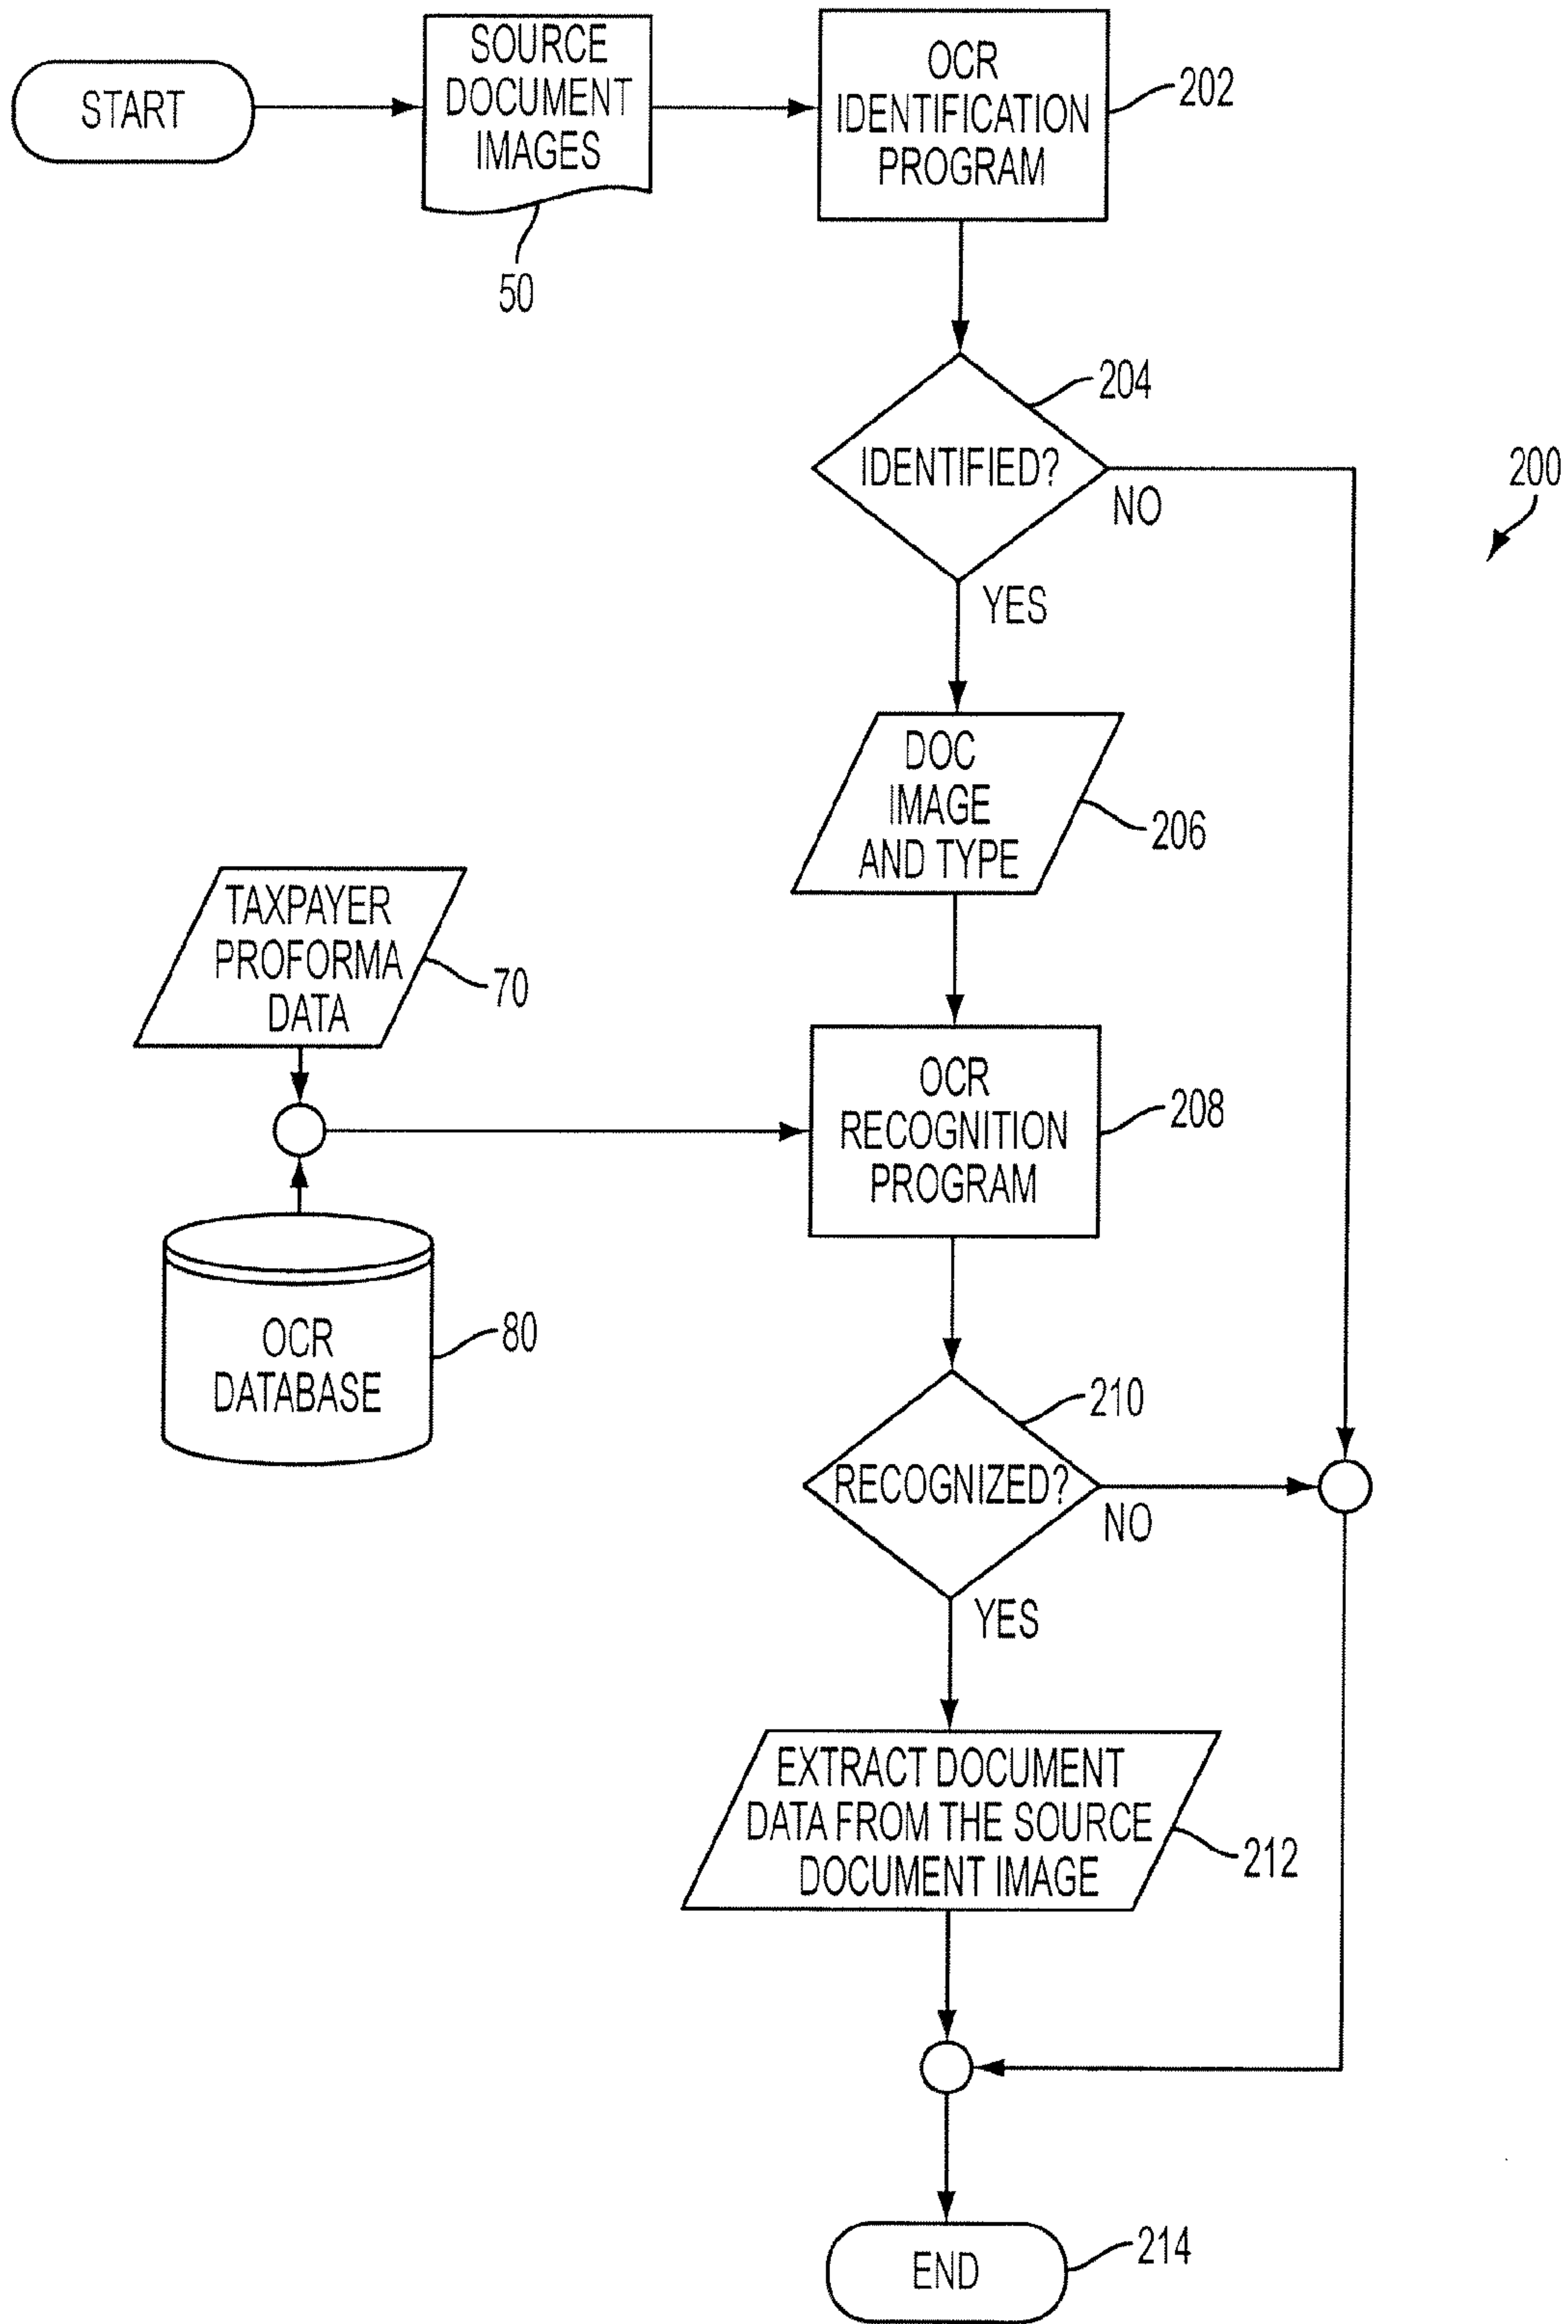 START
SOURCE
DOCUMENT
IMAGES
50
OCR
IDENTIFICATION
PROGRAM
202
204
IDENTIFIED?
NO
YES
200
DOC
IMAGE
AND TYPE
206
TAXPAYER
PROFORMA
DATA
70
OCR
RECOGNITION
PROGRAM
208
OCR
DATABASE
80
210
RECOGNIZED?
NO
YES
EXTRACT DOCUMENT
DATA FROM THE SOURCE
DOCUMENT IMAGE
212
END
214